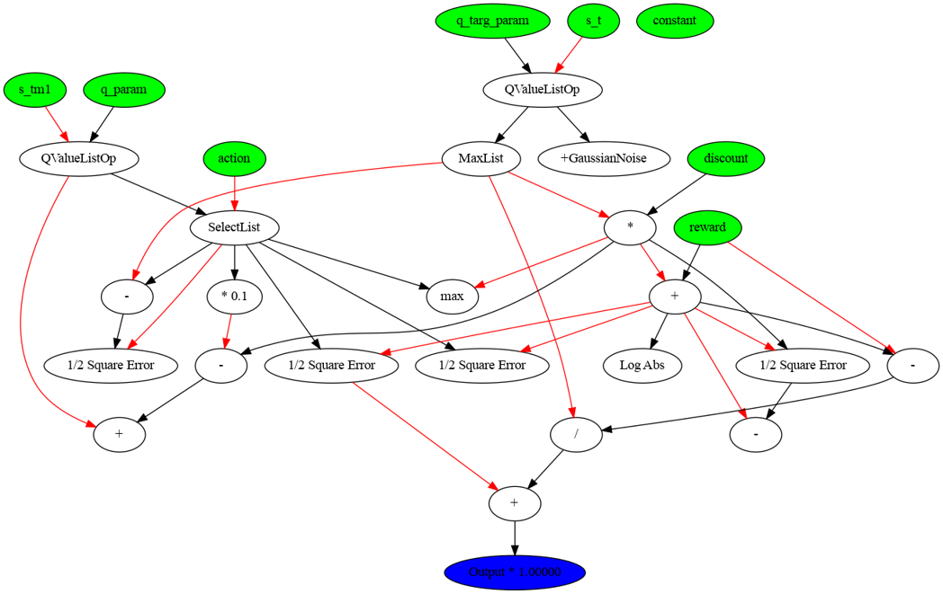 q_targ_param s_t constant
s_tm1 q_param QValueListOp
QValueListOp action MaxList +GaussianNoise discount
SelectList * reward
- * 0.1 max +
1/2 Square Error - 1/2 Square Error 1/2 Square Error Log Abs 1/2 Square Error -
+ / -
+
Output * 1.00000